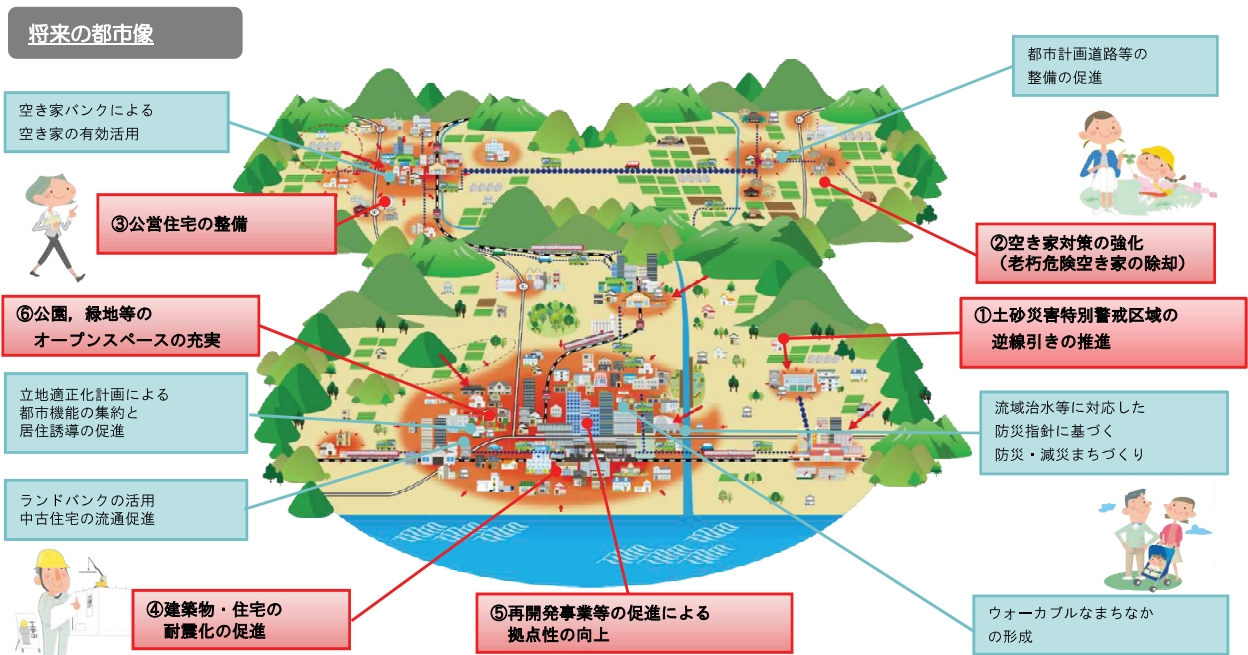 将来の都市像
都市計画道路等の
整備の促進
空き家バンクによる
空き家の有効活用
③公営住宅の整備
②空き家対策の強化
（老朽危険空き家の除却）
⑥公園，緑地等の
オープンスペースの充実
①土砂災害特別警戒区域の
逆線引きの推進
立地適正化計画による
都市機能の集約と
居住誘導の促進
流域治水等に対応した
防災指針に基づく
防災・減災まちづくり
ランドバンクの活用
中古住宅の流通促進
④建築物・住宅の
耐震化の促進
⑤再開発事業等の促進による
拠点性の向上
ウォーカブルなまちなか
の形成